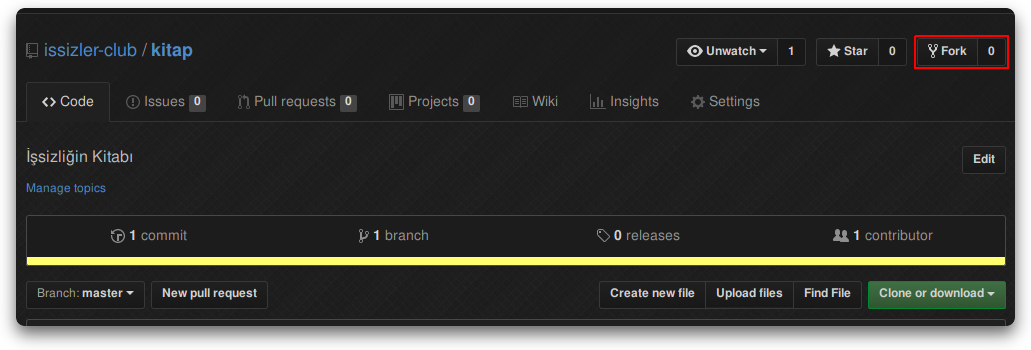 issizler-club / kitap Unwatch 1 Star 0 Fork 0
Code Issues 0 Pull requests 0 Projects 0 Wiki Insights Settings
İşsizliğin Kitabı Edit
Manage topics
1 commit 1 branch 0 releases 1 contributor
Branch: master New pull request Create new file Upload files Find File Clone or download